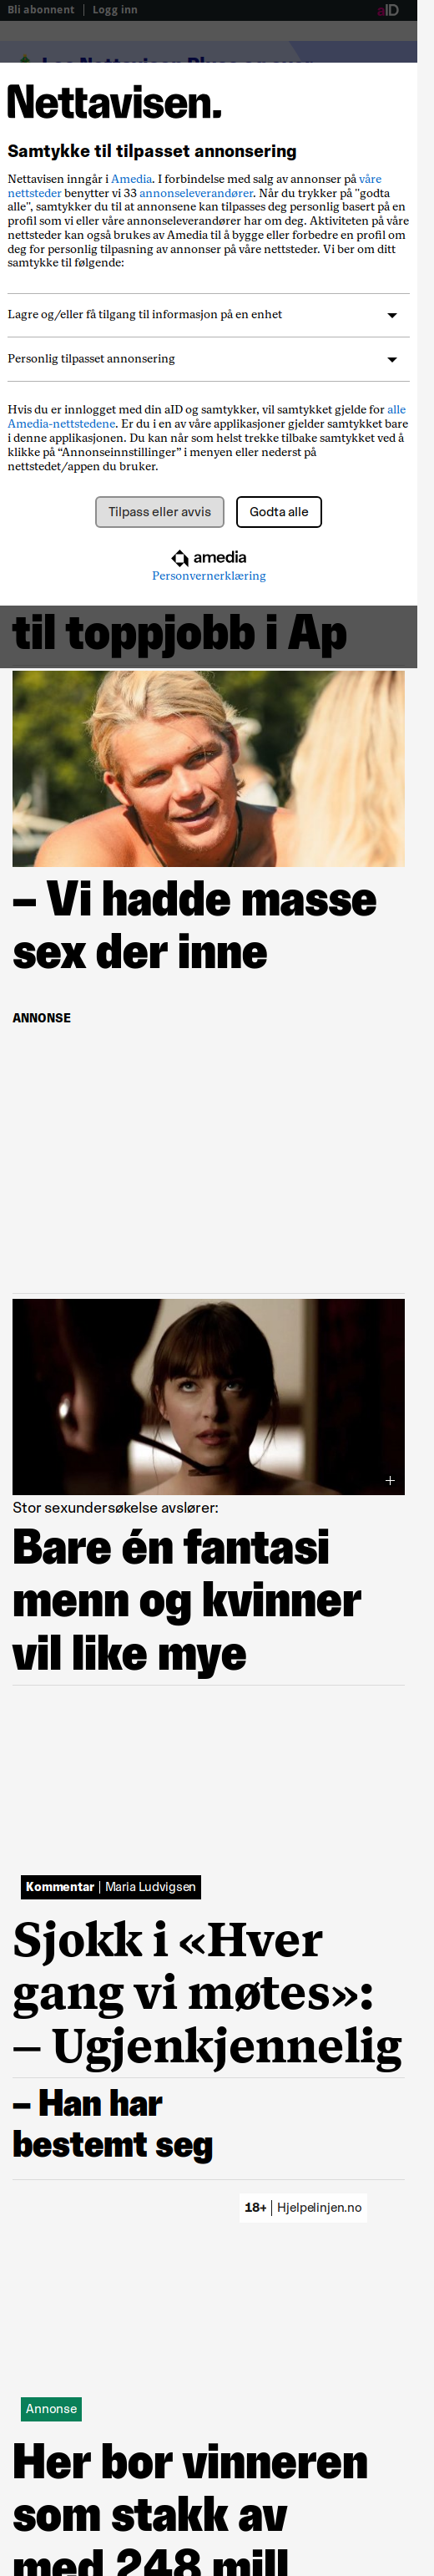 Bli abonnent | Logg inn
aID
Nettavisen.
Samtykke til tilpasset annonsering
Nettavisen inngår i Amedia. I forbindelse med salg av annonser på våre
nettsteder benytter vi 33 annonseleverandører. Når du trykker på "godta
alle", samtykker du til at annonsene kan tilpasses deg personlig basert på en
profil som vi eller våre annonseleverandører har om deg. Aktiviteten på våre
nettsteder kan også brukes av Amedia til å bygge eller forbedre en profil om
deg for personlig tilpasning av annonser på våre nettsteder. Vi ber om ditt
samtykke til følgende:
Lagre og/eller få tilgang til informasjon på en enhet
Personlig tilpasset annonsering
Hvis du er innlogget med din aID og samtykker, vil samtykket gjelde for alle
Amedia-nettstedene. Er du i en av våre applikasjoner gjelder samtykket bare
i denne applikasjonen. Du kan når som helst trekke tilbake samtykket ved å
klikke på “Annonseinnstillinger” i menyen eller nederst på
nettstedet/appen du bruker.
Tilpass eller avvis
Godta alle
amedia
Personvernerklæring
til toppjobb i Ap
– Vi hadde masse
sex der inne
ANNONSE
Stor sexundersøkelse avslører:
Bare én fantasi
menn og kvinner
vil like mye
Kommentar | Maria Ludvigsen
Sjokk i «Hver
gang vi møtes»:
– Ugjenkjennelig
– Han har
bestemt seg
18+ | Hjelpelinjen.no
Annonse
Her bor vinneren
som stakk av
med 248 mill